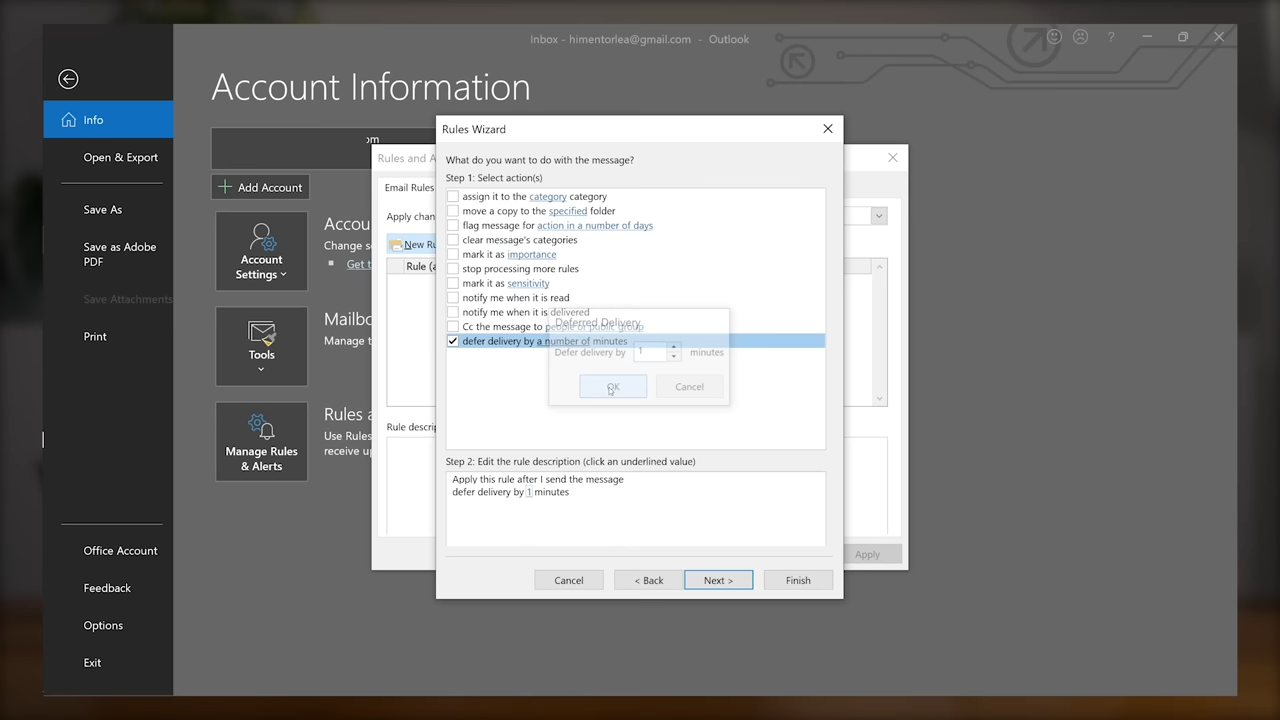 Inbox - himentorlea@gmail.com - Outlook
?
Account Information
Info
Open & Export
Save As
Save as Adobe
PDF
Save Attachments
Print
Office Account
Feedback
Options
Exit
om
Add Account
Account
Settings
Accou
Change s
Get t
Tools
Mailbo
Manage t
Manage Rules
& Alerts
Rules a
Use Rules
receive up
Rules and A
Email Rules
Apply chan
New Ru
Rule (a
Rule descrip
Apply
Rules Wizard
What do you want to do with the message?
Step 1: Select action(s)
assign it to the category category
move a copy to the specified folder
flag message for action in a number of days
clear message's categories
mark it as importance
stop processing more rules
mark it as sensitivity
notify me when it is read
notify me when it is delivered
Cc the message to people or public group
defer delivery by a number of minutes
Deferred Delivery
Defer delivery by 1 minutes
OK Cancel
Step 2: Edit the rule description (click an underlined value)
Apply this rule after I send the message
defer delivery by 1 minutes
Cancel < Back Next > Finish